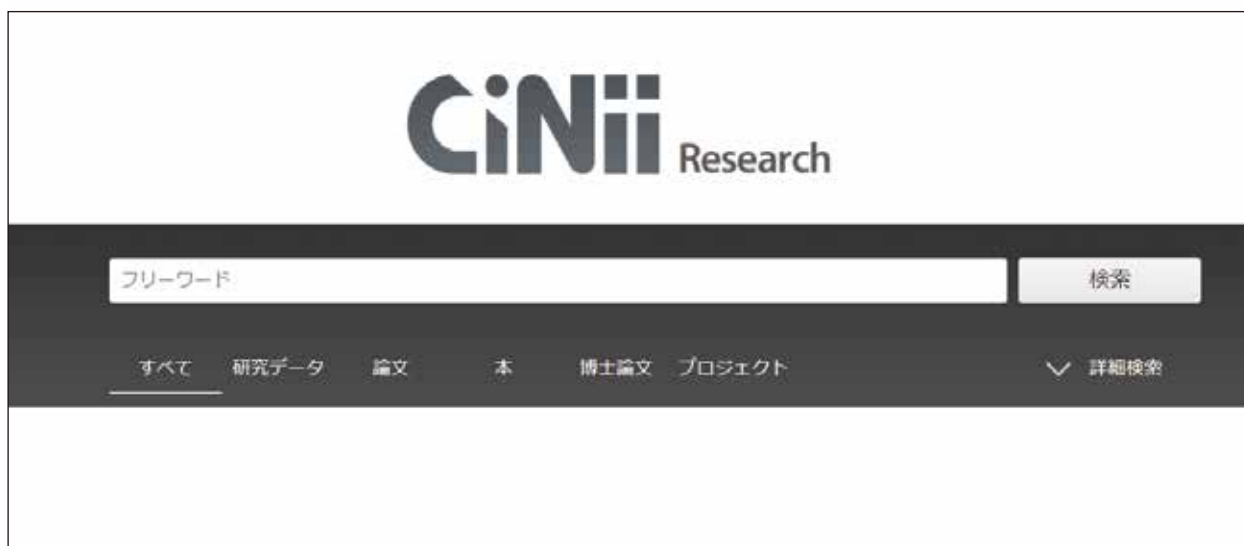 CiNii Research
フリーワード 検索
すべて 研究データ 論文 本 博士論文 プロジェクト 詳細検索